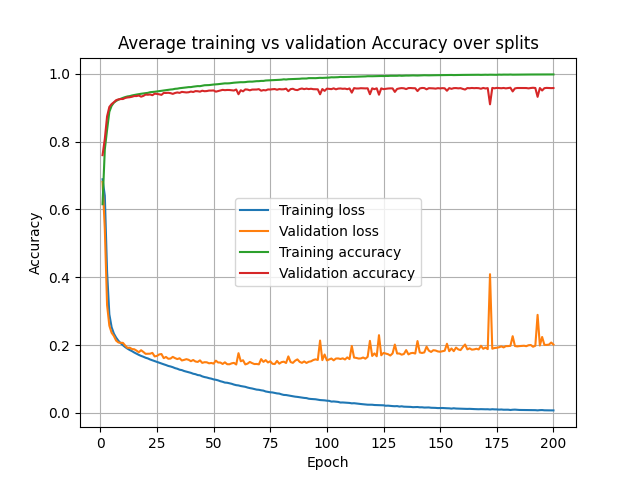 Average training vs validation Accuracy over splits
1.0
0.8
0.6
0.4
0.2
0.0
Accuracy
Training loss
Validation loss
Training accuracy
Validation accuracy
0 25 50 75 100 125 150 175 200
Epoch